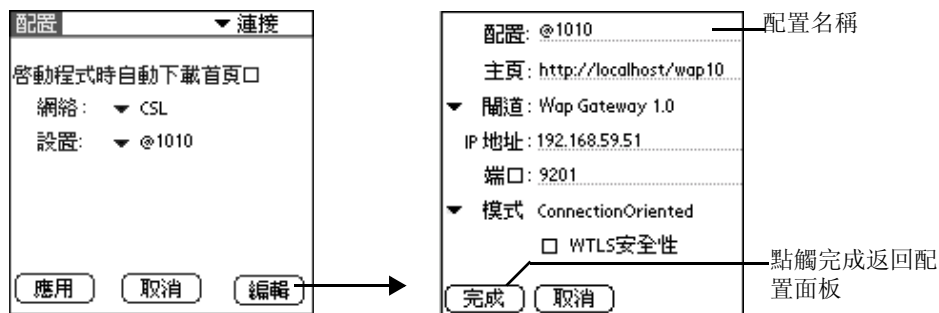 配置 ▼ 連接
啓動程式時自動下載首頁口
網絡: ▼ CSL
設置: ▼ @1010
應用 取消 編輯
配置: @1010
主頁: http://localhost/wap10
▼ 閘道: Wap Gateway 1.0
IP 地址: 192.168.59.51
端口: 9201
▼ 模式 ConnectionOriented
□ WTLS安全性
完成 取消
配置名稱
點觸完成返回配
置面板